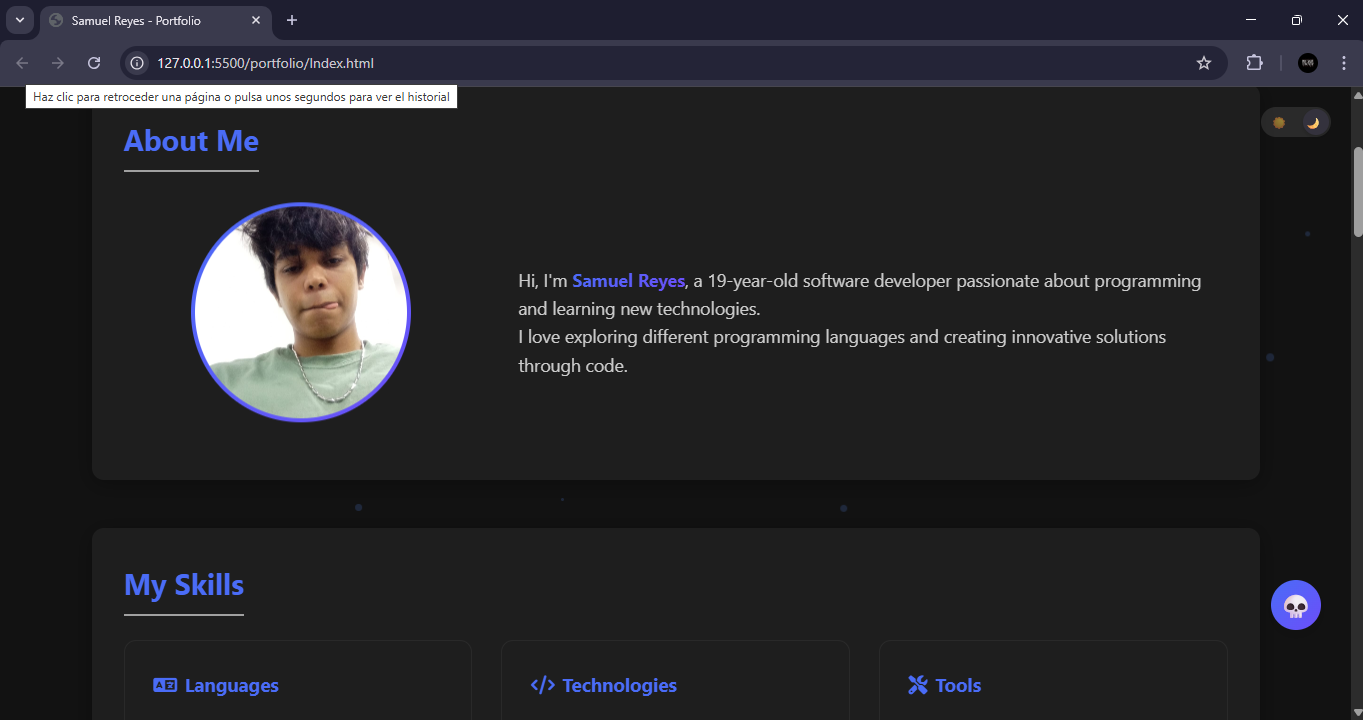 Samuel Reyes - Portfolio
127.0.0.1:5500/portfolio/Index.html
Haz clic para retroceder una página o pulsa unos segundos para ver el historial
About Me
Hi, I'm Samuel Reyes, a 19-year-old software developer passionate about programming
and learning new technologies.
I love exploring different programming languages and creating innovative solutions
through code.
My Skills
Languages
Technologies
Tools